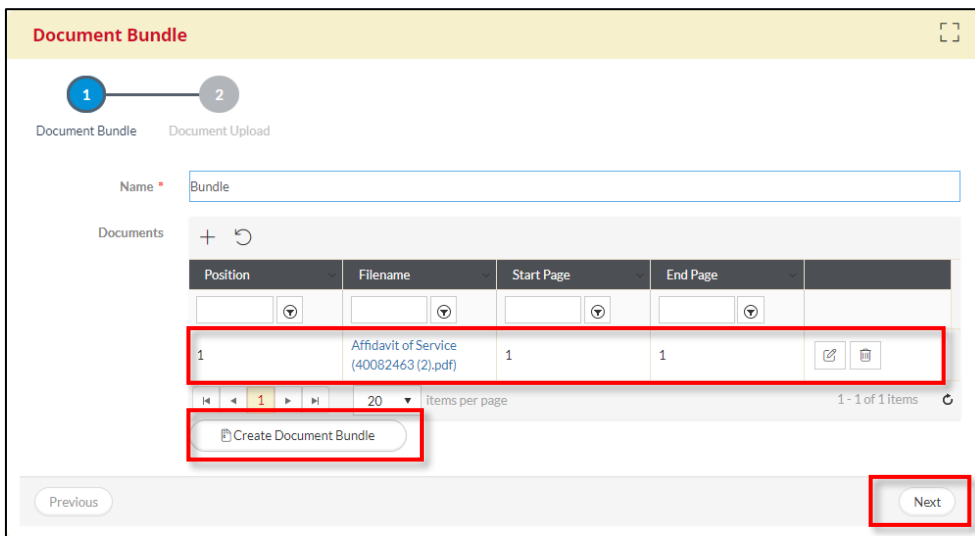 Document Bundle
1 2
Document Bundle Document Upload
Name * Bundle
Documents
Position Filename Start Page End Page
1 Affidavit of Service 1 1
(40082463 (2).pdf)
1 20 items per page 1 - 1 of 1 items
Create Document Bundle
Previous Next